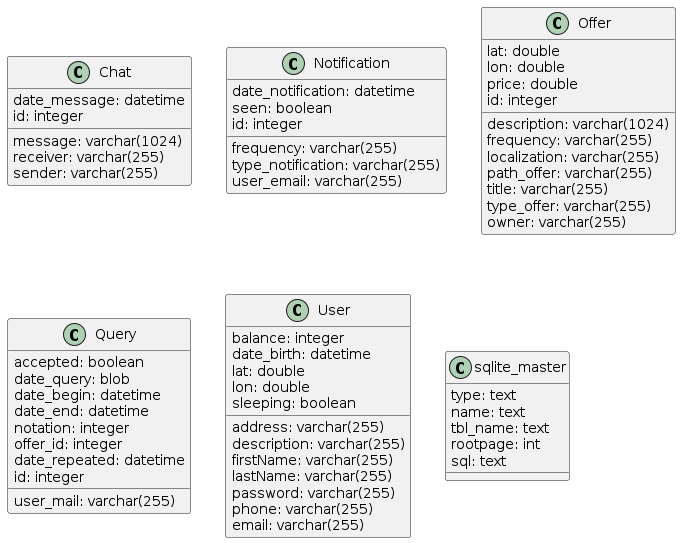 C Chat
date_message: datetime
id: integer
message: varchar(1024)
receiver: varchar(255)
sender: varchar(255)
C Notification
date_notification: datetime
seen: boolean
id: integer
frequency: varchar(255)
type_notification: varchar(255)
user_email: varchar(255)
C Offer
lat: double
lon: double
price: double
id: integer
description: varchar(1024)
frequency: varchar(255)
localization: varchar(255)
path_offer: varchar(255)
title: varchar(255)
type_offer: varchar(255)
owner: varchar(255)
C Query
accepted: boolean
date_query: blob
date_begin: datetime
date_end: datetime
notation: integer
offer_id: integer
date_repeated: datetime
id: integer
user_mail: varchar(255)
C User
balance: integer
date_birth: datetime
lat: double
lon: double
sleeping: boolean
address: varchar(255)
description: varchar(255)
firstName: varchar(255)
lastName: varchar(255)
password: varchar(255)
phone: varchar(255)
email: varchar(255)
C sqlite_master
type: text
name: text
tbl_name: text
rootpage: int
sql: text